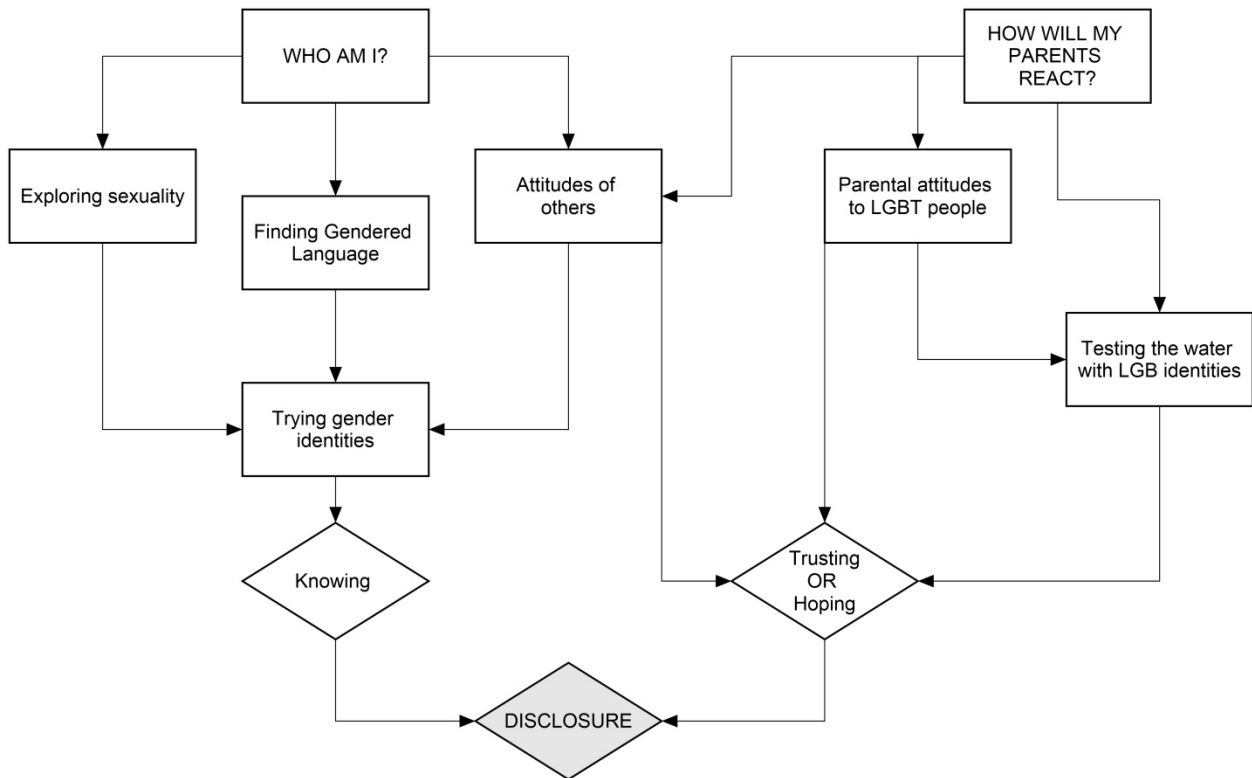 WHO AM I?
HOW WILL MY
PARENTS
REACT?
Exploring sexuality
Finding Gendered
Language
Attitudes of
others
Parental attitudes
to LGBT people
Testing the water
with LGB identities
Trying gender
identities
Knowing
Trusting
OR
Hoping
DISCLOSURE